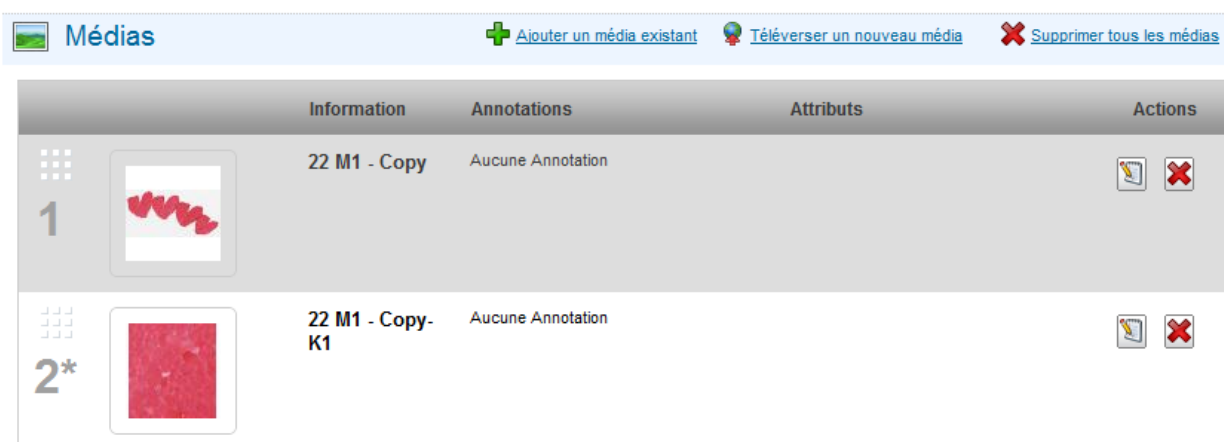 Médias
Ajouter un média existant
Téléverser un nouveau média
Supprimer tous les médias
Information Annotations Attributs Actions
1
22 M1 - Copy
Aucune Annotation
2*
22 M1 - Copy-
K1
Aucune Annotation